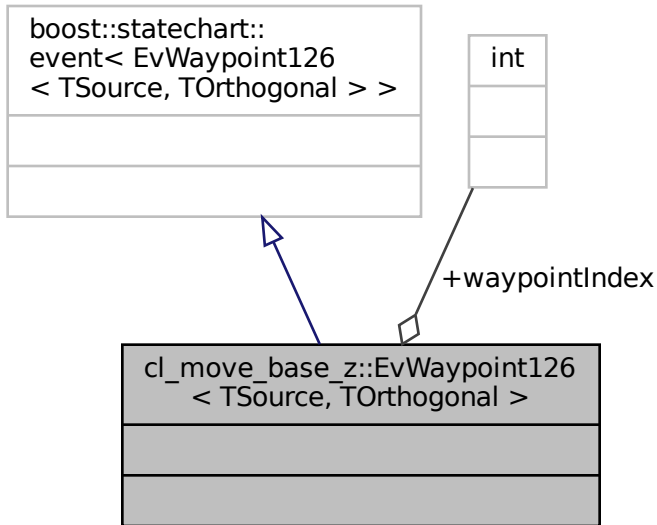 boost::statechart::
event< EvWaypoint126
< TSource, TOrthogonal > >
int
+waypointIndex
cl_move_base_z::EvWaypoint126
< TSource, TOrthogonal >